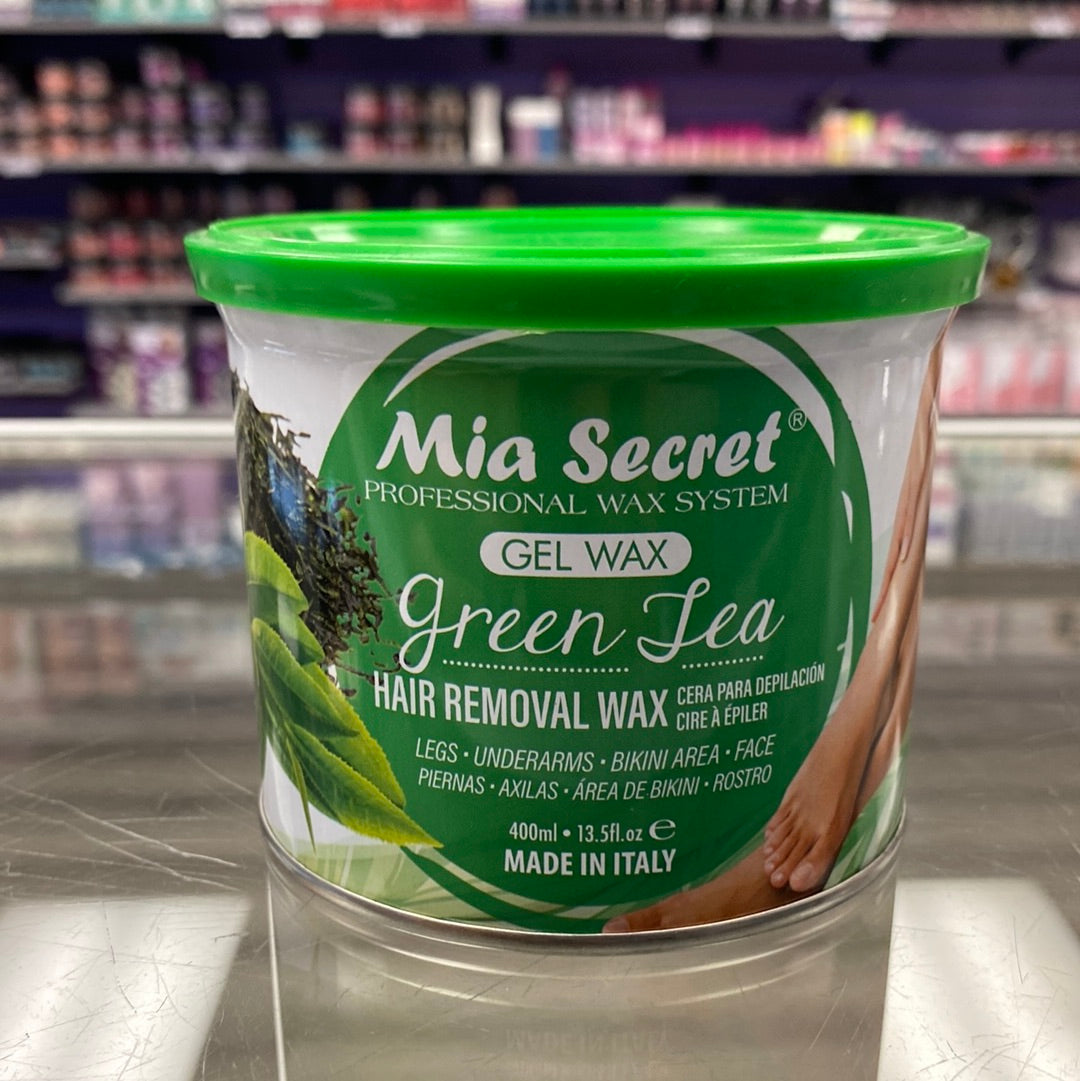 Mia Secret®
PROFESSIONAL WAX SYSTEM
GEL WAX
Green Tea
HAIR REMOVAL WAX
CERA PARA DEPILACIÓN
CIRE À ÉPILER
LEGS • UNDERARMS • BIKINI AREA • FACE
PIERNAS • AXILAS • ÁREA DE BIKINI • ROSTRO
400ml • 13.5fl.oz ℮
MADE IN ITALY